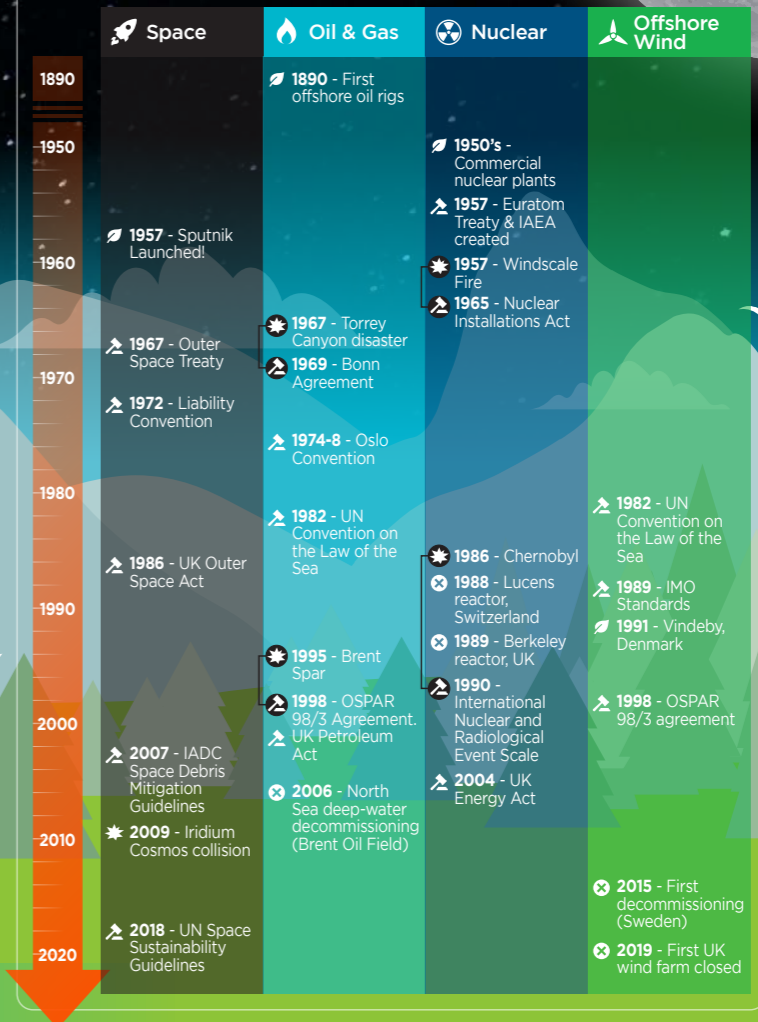 Space
Oil & Gas
Nuclear
Offshore
Wind
1890
1950
1960
1970
1980
1990
2000
2010
2020
1957 - Sputnik
Launched!
1967 - Outer
Space Treaty
1972 - Liability
Convention
1986 - UK Outer
Space Act
2007 - IADC
Space Debris
Mitigation
Guidelines
2009 - Iridium
Cosmos collision
2018 - UN Space
Sustainability
Guidelines
1890 - First
offshore oil rigs
1967 - Torrey
Canyon disaster
1969 - Bonn
Agreement
1974-8 - Oslo
Convention
1982 - UN
Convention on
the Law of the
Sea
1995 - Brent
Spar
1998 - OSPAR
98/3 Agreement.
UK Petroleum
Act
2006 - North
Sea deep-water
decommissioning
(Brent Oil Field)
1950's -
Commercial
nuclear plants
1957 - Euratom
Treaty & IAEA
created
1957 - Windscale
Fire
1965 - Nuclear
Installations Act
1986 - Chernobyl
1988 - Lucens
reactor,
Switzerland
1989 - Berkeley
reactor, UK
1990 -
International
Nuclear and
Radiological
Event Scale
2004 - UK
Energy Act
1982 - UN
Convention on
the Law of the
Sea
1989 - IMO
Standards
1991 - Vindeby,
Denmark
1998 - OSPAR
98/3 agreement
2015 - First
decommissioning
(Sweden)
2019 - First UK
wind farm closed